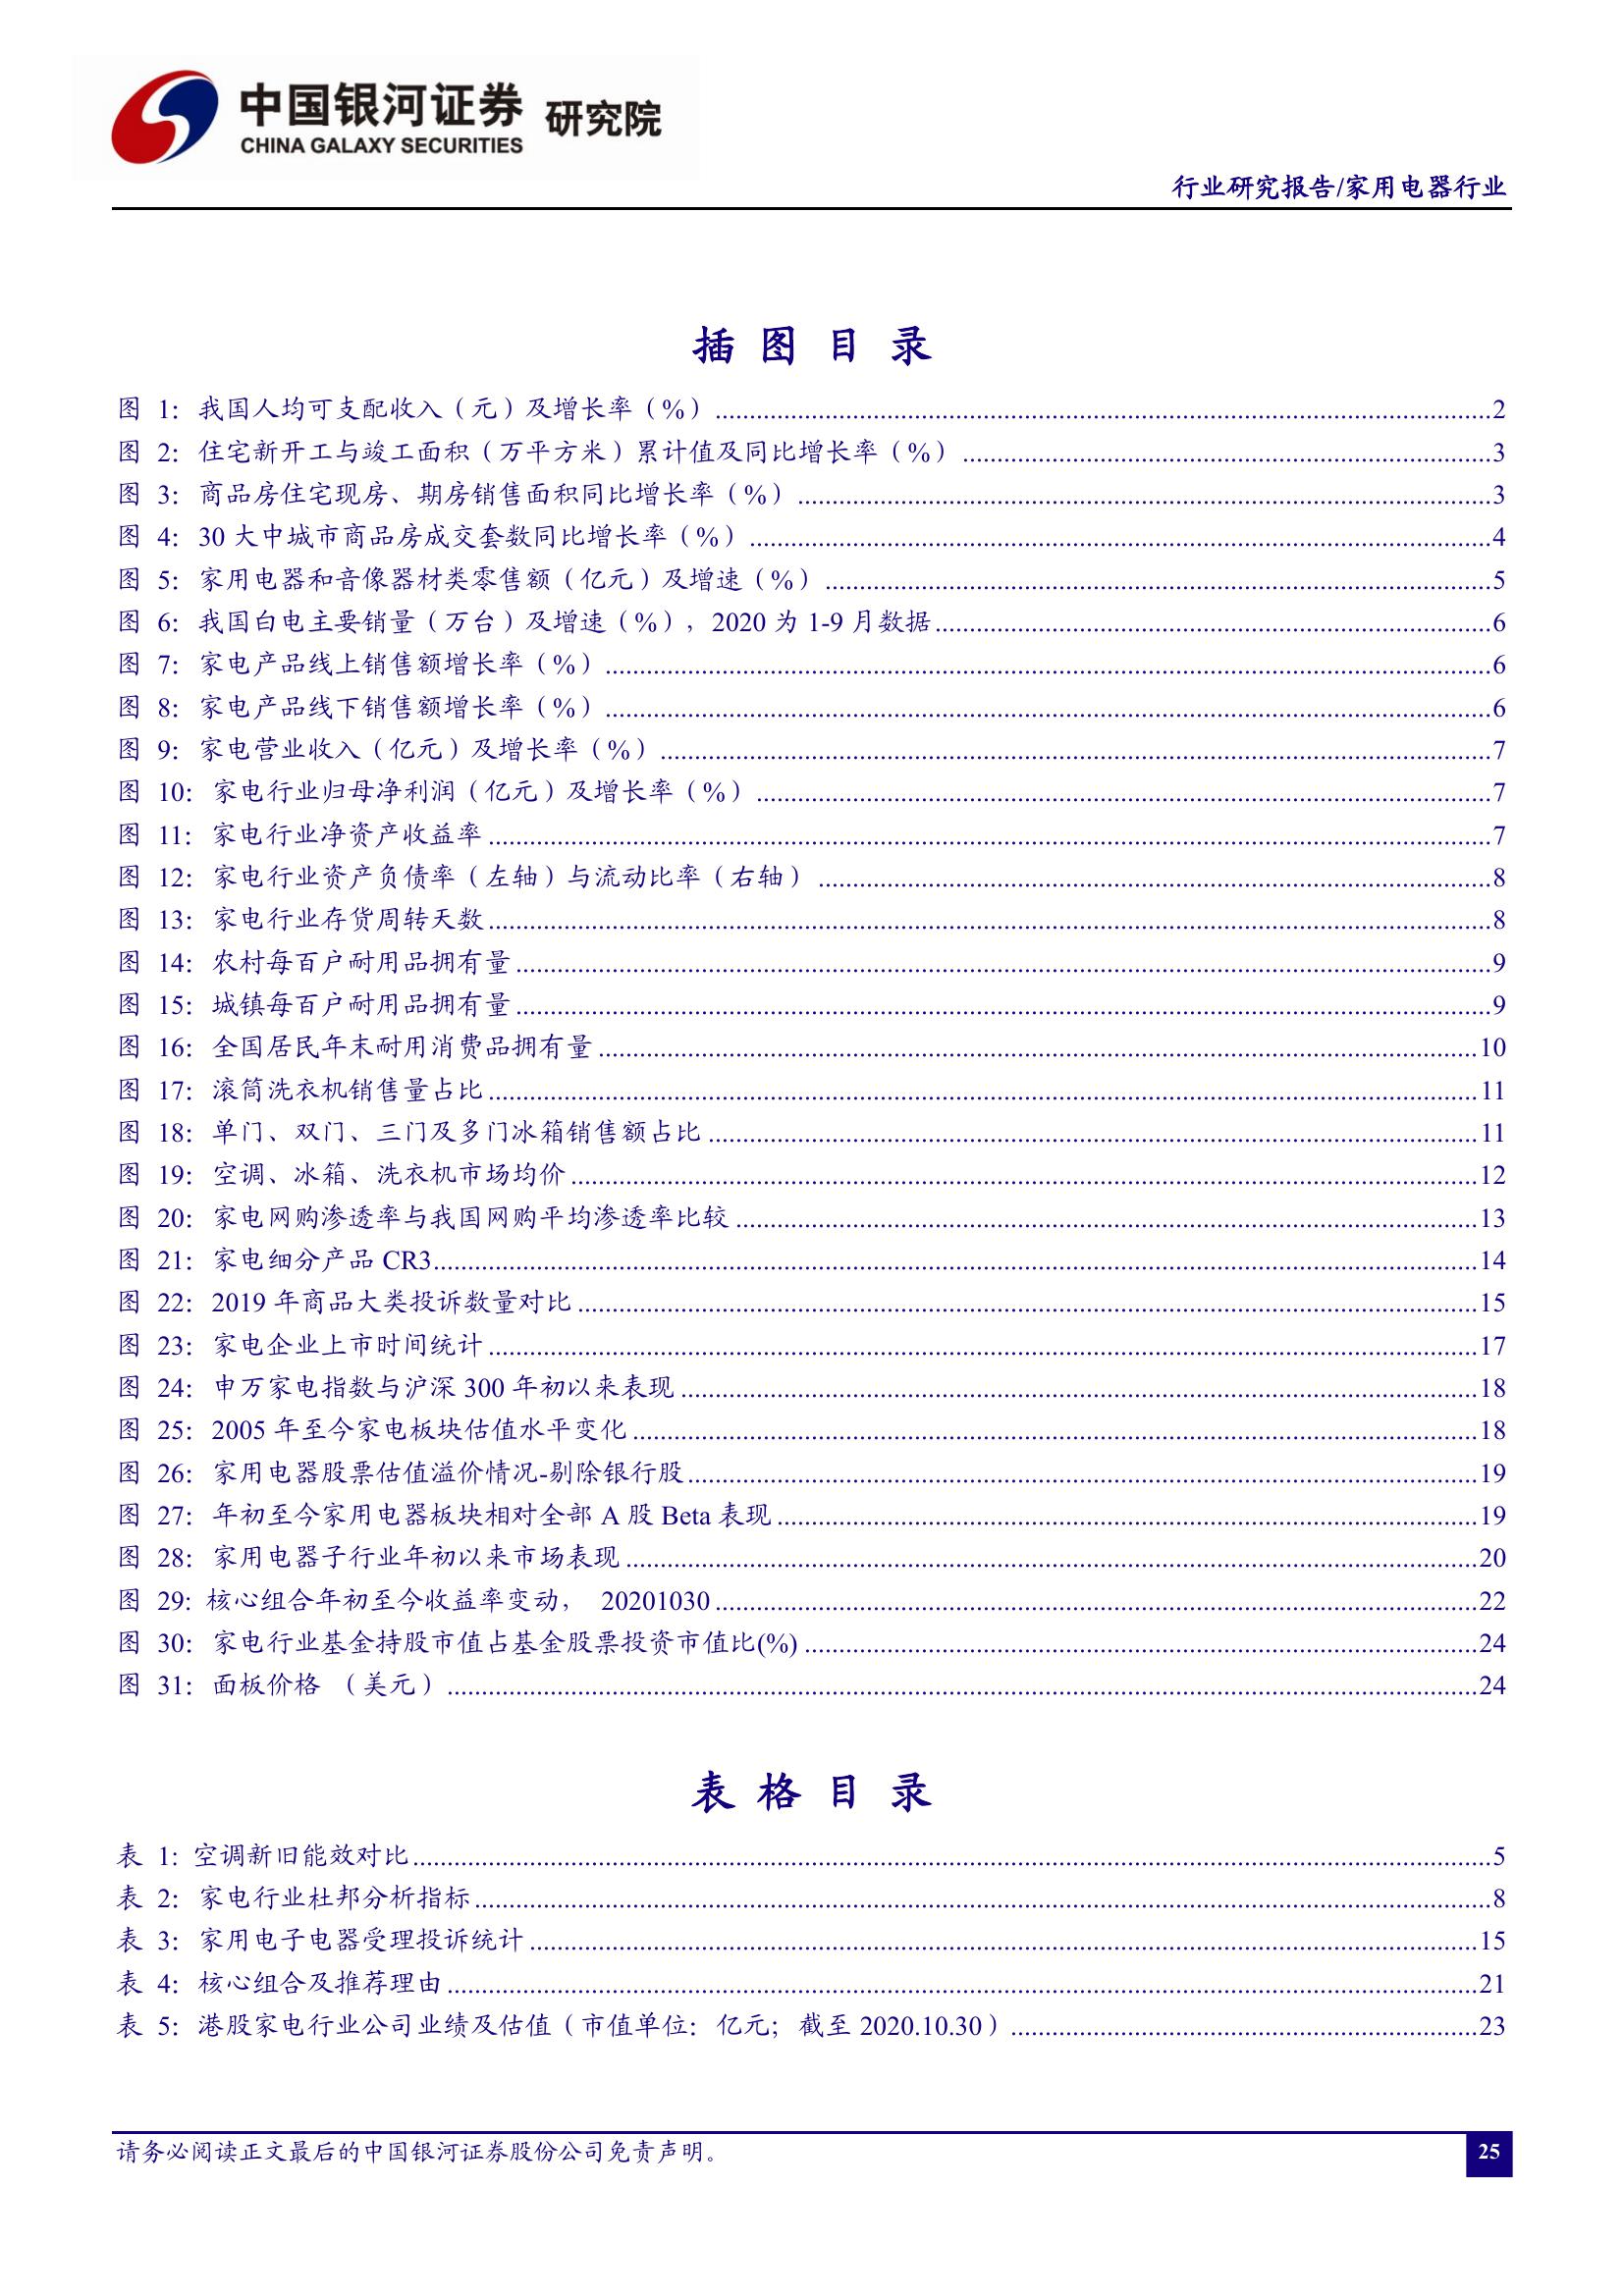 中国银河证券 研究院
CHINA GALAXY SECURITIES
行业研究报告/家用电器行业
插 图 目 录
图 1：我国人均可支配收入（元）及增长率（%）........2
图 2：住宅新开工与竣工面积（万平方米）累计值及同比增长率（%）........3
图 3：商品房住宅现房、期房销售面积同比增长率（%）........3
图 4：30 大中城市商品房成交套数同比增长率（%）........4
图 5：家用电器和音像器材类零售额（亿元）及增速（%）........5
图 6：我国白电主要销量（万台）及增速（%），2020 为 1-9 月数据........6
图 7：家电产品线上销售额增长率（%）........6
图 8：家电产品线下销售额增长率（%）........6
图 9：家电营业收入（亿元）及增长率（%）........7
图 10：家电行业归母净利润（亿元）及增长率（%）........7
图 11：家电行业净资产收益率........7
图 12：家电行业资产负债率（左轴）与流动比率（右轴）........8
图 13：家电行业存货周转天数........8
图 14：农村每百户耐用品拥有量........9
图 15：城镇每百户耐用品拥有量........9
图 16：全国居民年末耐用消费品拥有量........10
图 17：滚筒洗衣机销售量占比........11
图 18：单门、双门、三门及多门冰箱销售额占比........11
图 19：空调、冰箱、洗衣机市场均价........12
图 20：家电网购渗透率与我国网购平均渗透率比较........13
图 21：家电细分产品 CR3........14
图 22：2019 年商品大类投诉数量对比........15
图 23：家电企业上市时间统计........17
图 24：申万家电指数与沪深 300 年初以来表现........18
图 25：2005 年至今家电板块估值水平变化........18
图 26：家用电器股票估值溢价情况-剔除银行股........19
图 27：年初至今家用电器板块相对全部 A 股 Beta 表现........19
图 28：家用电器子行业年初以来市场表现........20
图 29: 核心组合年初至今收益率变动， 20201030........22
图 30：家电行业基金持股市值占基金股票投资市值比(%)........24
图 31：面板价格 （美元）........24
表 格 目 录
表 1: 空调新旧能效对比........5
表 2：家电行业杜邦分析指标........8
表 3：家用电子电器受理投诉统计........15
表 4：核心组合及推荐理由........21
表 5：港股家电行业公司业绩及估值（市值单位：亿元；截至 2020.10.30）........23
请务必阅读正文最后的中国银河证券股份公司免责声明。
25